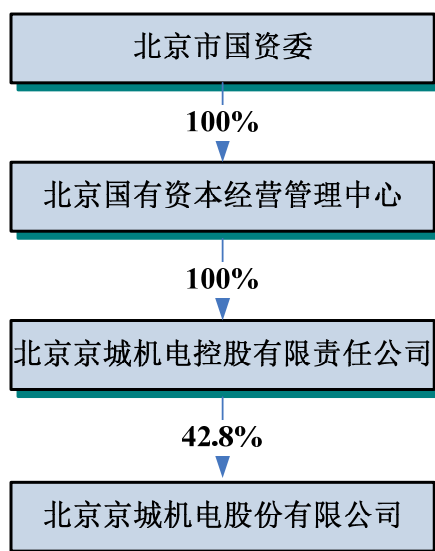 北京市国资委
100%
北京国有资本经营管理中心
100%
北京京城机电控股有限责任公司
42.8%
北京京城机电股份有限公司